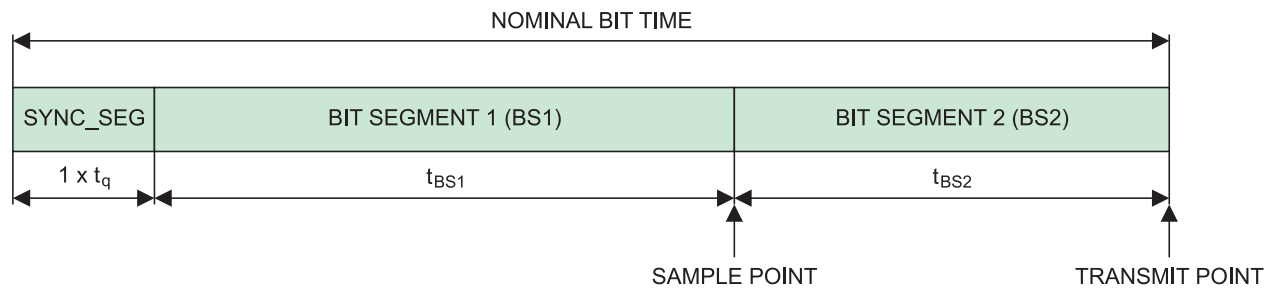 NOMINAL BIT TIME
SYNC_SEG
BIT SEGMENT 1 (BS1)
BIT SEGMENT 2 (BS2)
1 x tq
tBS1
tBS2
SAMPLE POINT
TRANSMIT POINT